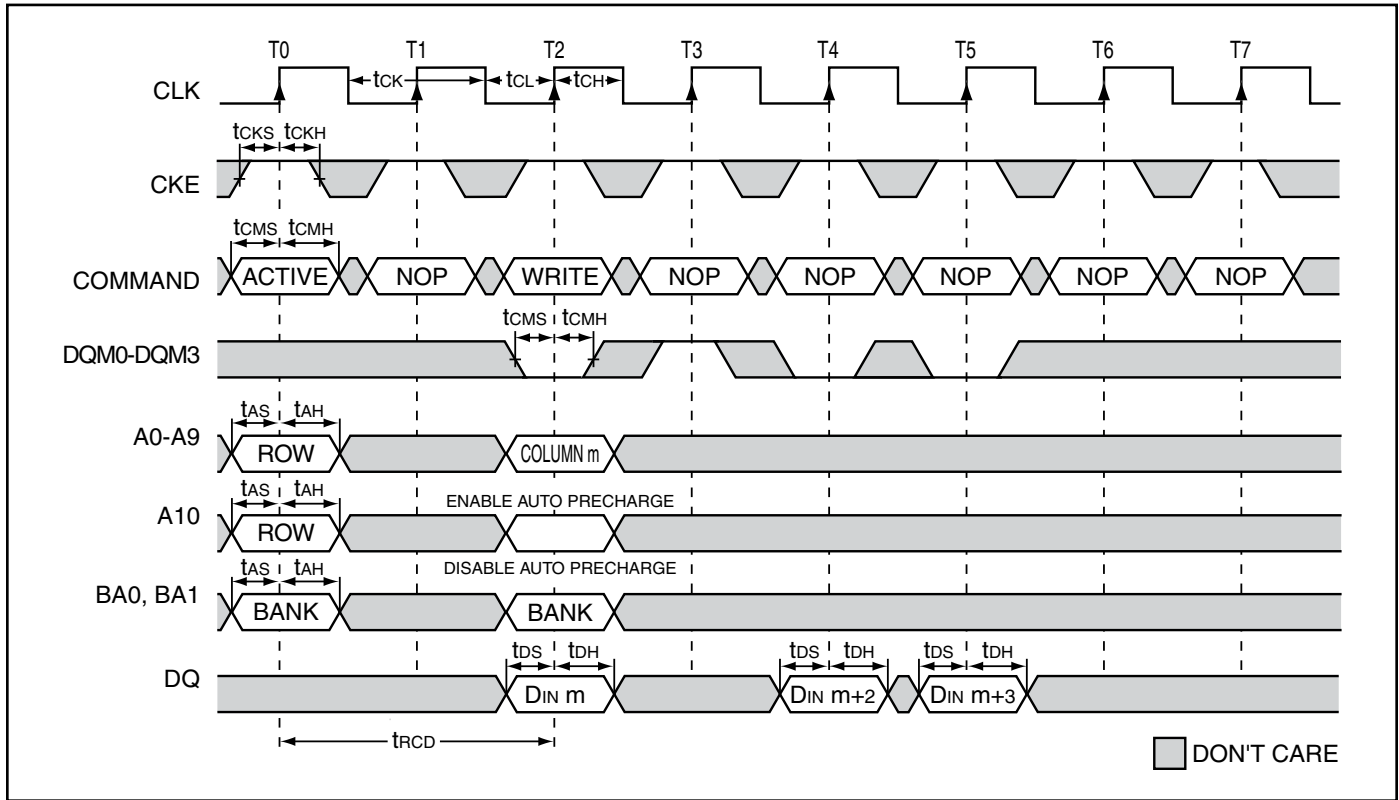 T0 T1 T2 T3 T4 T5 T6 T7
CLK
tCK tCL tCH
tCKS tCKH
CKE
tCMS tCMH
COMMAND ACTIVE NOP WRITE NOP NOP NOP NOP NOP
tCMS tCMH
DQM0-DQM3
tAS tAH
A0-A9 ROW COLUMN m
tAS tAH ENABLE AUTO PRECHARGE
A10 ROW
tAS tAH DISABLE AUTO PRECHARGE
BA0, BA1 BANK BANK
tDS tDH tDS tDH tDS tDH
DQ DIN m DIN m+2 DIN m+3
tRCD
DON'T CARE